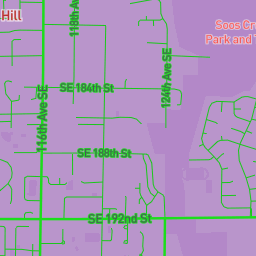 118th Ave SE
Hill
Soos Cr
Park and
SE 184th St
124th Ave SE
116th Ave SE
SE 188th St
SE 192nd St